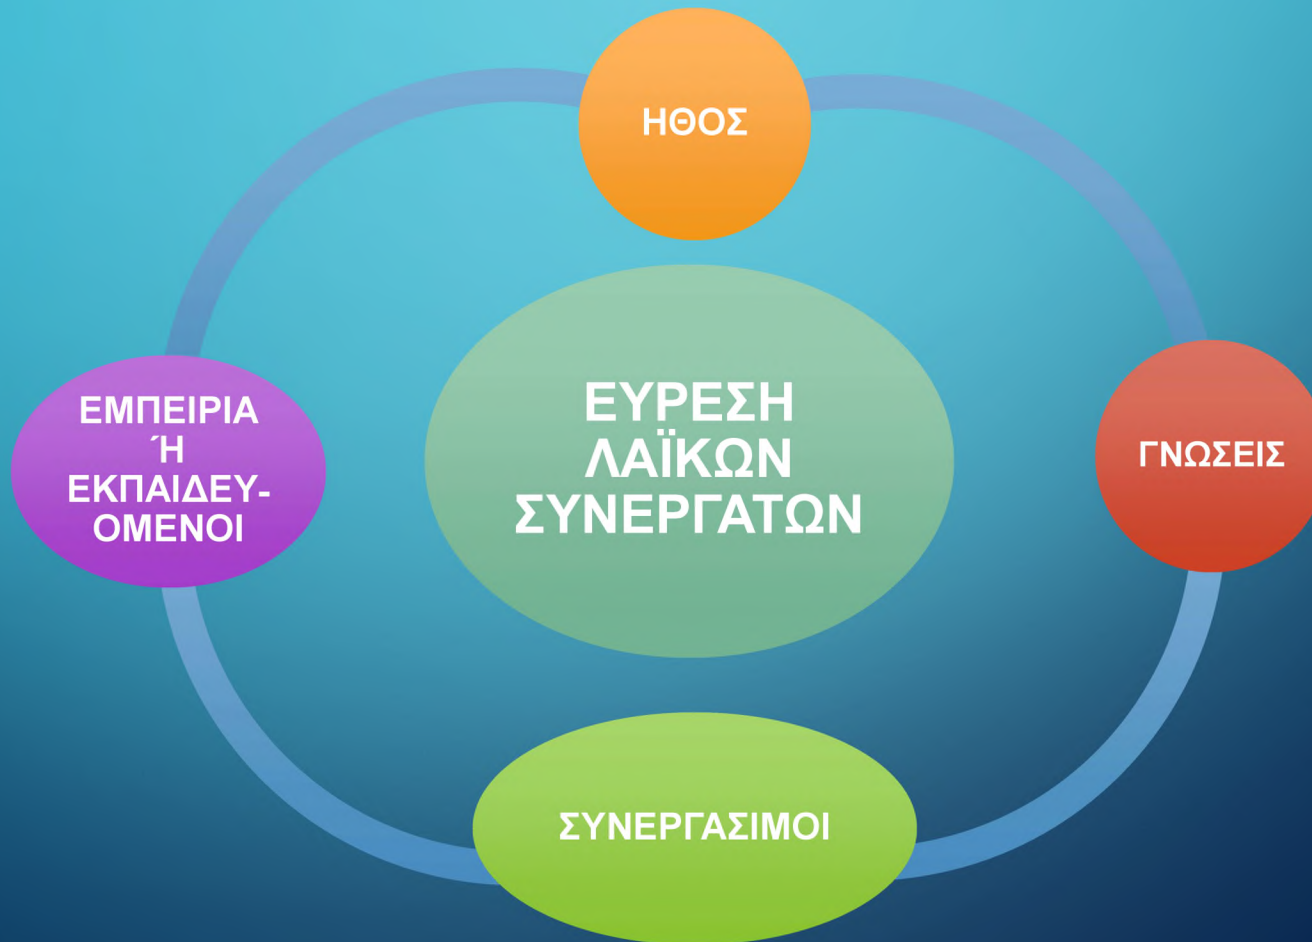 ΗΘΟΣ
ΕΥΡΕΣΗ
ΛΑΪΚΩΝ
ΣΥΝΕΡΓΑΤΩΝ
ΓΝΩΣΕΙΣ
ΣΥΝΕΡΓΑΣΙΜΟΙ
ΕΜΠΕΙΡΙΑ
Ή
ΕΚΠΑΙΔΕΥ-
ΟΜΕΝΟΙ